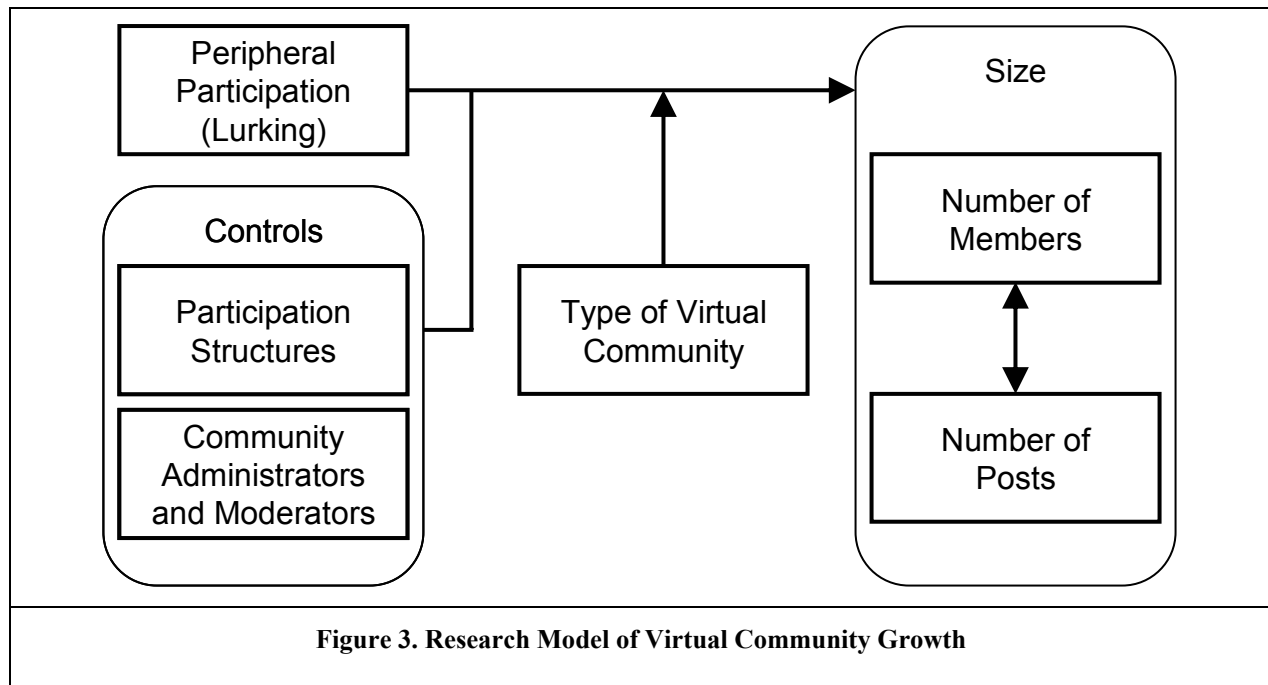 Peripheral
Participation
(Lurking)
Controls
Participation
Structures
Community
Administrators
and Moderators
Type of Virtual
Community
Size
Number of
Members
Number of
Posts
Figure 3. Research Model of Virtual Community Growth